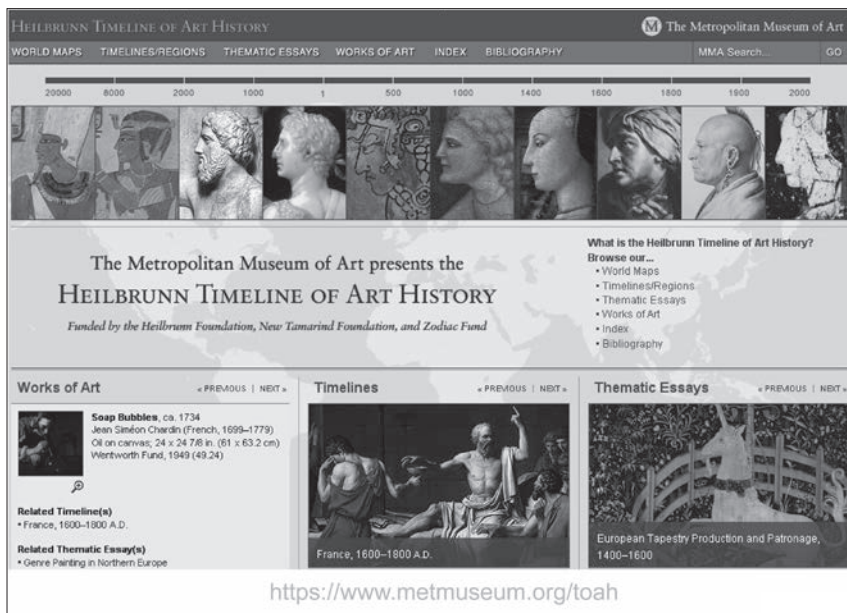 HEILBRUNN TIMELINE OF ART HISTORY
M The Metropolitan Museum of Art
WORLD MAPS TIMELINES/REGIONS THEMATIC ESSAYS WORKS OF ART INDEX BIBLIOGRAPHY MMA Search... GO
20000 8000 2000 1000 1 500 1000 1400 1600 1800 1900 2000
The Metropolitan Museum of Art presents the
HEILBRUNN TIMELINE OF ART HISTORY
Funded by the Heilbrunn Foundation, New Tamarind Foundation, and Zodiac Fund
What is the Heilbrunn Timeline of Art History?
Browse our...
• World Maps
• Timelines/Regions
• Thematic Essays
• Works of Art
• Index
• Bibliography
Works of Art « PREVIOUS | NEXT »
Soap Bubbles, ca. 1734
Jean Siméon Chardin (French, 1699–1779)
Oil on canvas; 24 x 24 7/8 in. (61 x 63.2 cm)
Wentworth Fund, 1949 (49.24)
Related Timeline(s)
• France, 1600–1800 A.D.
Related Thematic Essay(s)
• Genre Painting in Northern Europe
Timelines « PREVIOUS | NEXT »
France, 1600–1800 A.D.
Thematic Essays « PREVIOUS | NEXT »
European Tapestry Production and Patronage,
1400–1600
https://www.metmuseum.org/toah